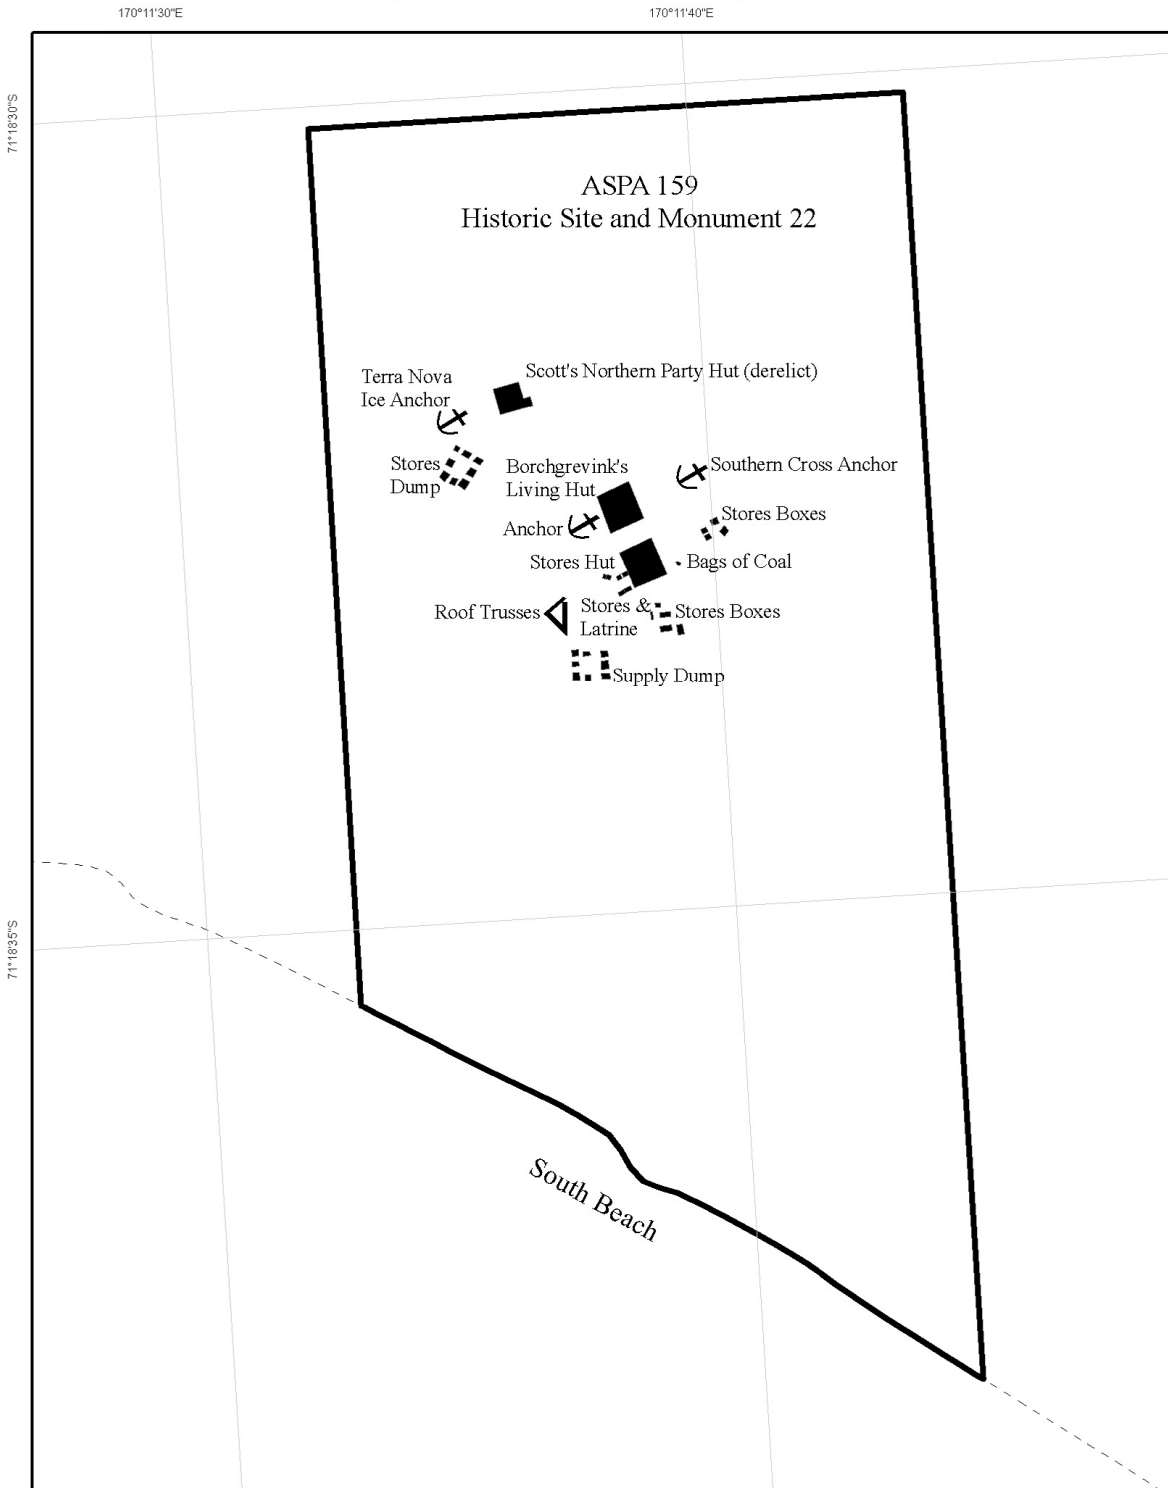 170°11'30"E
170°11'40"E
71°18'30"S
ASPA 159
Historic Site and Monument 22
Scott's Northern Party Hut (derelict)
Terra Nova
Ice Anchor
Stores
Dump
Borchgrevink's
Living Hut
Southern Cross Anchor
Anchor
Stores Boxes
Stores Hut
Bags of Coal
Roof Trusses
Stores &
Latrine
Stores Boxes
Supply Dump
71°18'35"S
South Beach